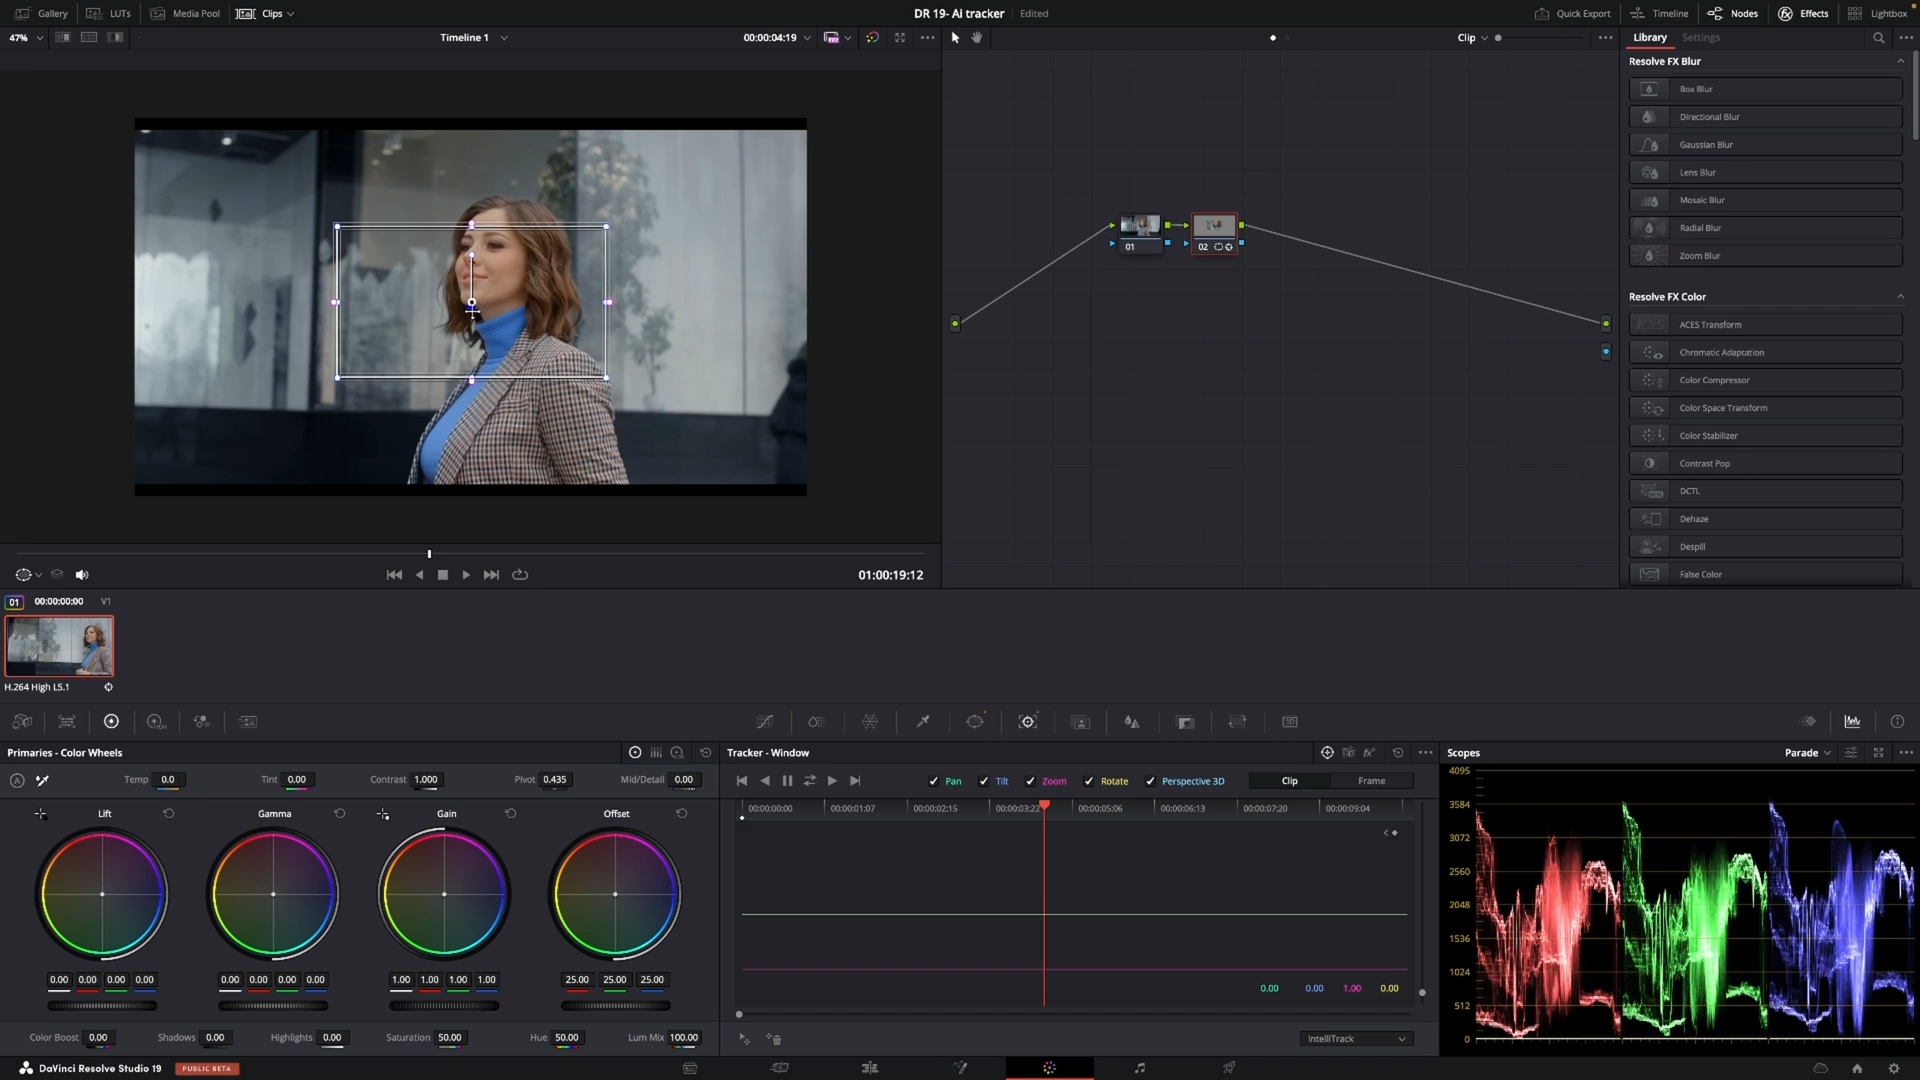 Gallery LUTs Media Pool Clips DR 19- Ai tracker Edited Quick Export Timeline Nodes Effects Lightbox
47% Timeline 1 00:00:04:19 Clip Library Settings
Resolve FX Blur
Box Blur
Directional Blur
Gaussian Blur
Lens Blur
Mosaic Blur
Radial Blur
Zoom Blur
01 02
Resolve FX Color
ACES Transform
Chromatic Adaptation
Color Compressor
Color Space Transform
Color Stabilizer
Contrast Pop
DCTL
Dehaze
Despill
False Color
01:00:19:12
01 00:00:00:00 V1
H.264 High L5.1
Primaries - Color Wheels Tracker - Window Scopes Parade
Temp 0.0 Tint 0.00 Contrast 1.000 Pivot 0.435 Mid/Detail 0.00
Pan Tilt Zoom Rotate Perspective 3D Clip Frame
Lift Gamma Gain Offset
00:00:00:00 00:00:01:07 00:00:02:15 00:00:03:22 00:00:05:06 00:00:06:13 00:00:07:20 00:00:09:04
4095
3584
3072
2560
2048
1536
1024
512
0
0.00 0.00 0.00 0.00 0.00 0.00 0.00 0.00 1.00 1.00 1.00 1.00 25.00 25.00 25.00
0.00 0.00 1.00 0.00
Color Boost 0.00 Shadows 0.00 Highlights 0.00 Saturation 50.00 Hue 50.00 Lum Mix 100.00
IntelliTrack
DaVinci Resolve Studio 19 PUBLIC BETA